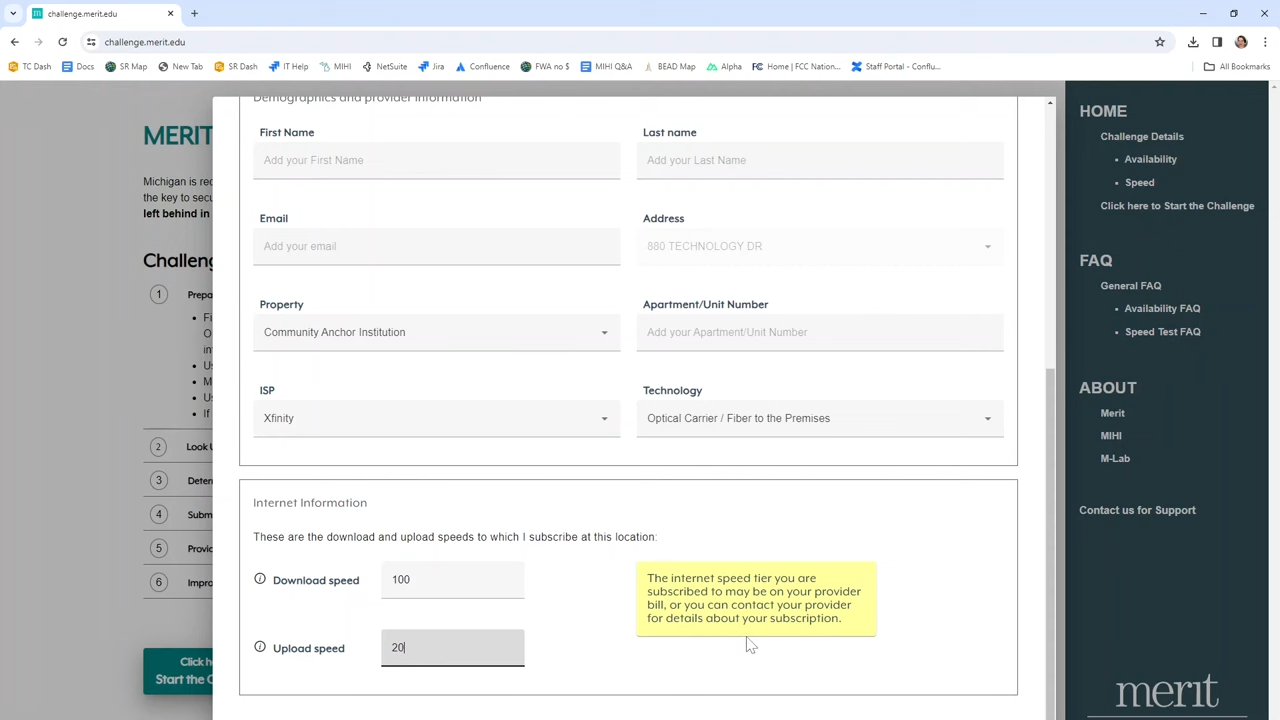 challenge.merit.edu
challenge.merit.edu
TC Dash
Docs
SR Map
New Tab
SR Dash
IT Help
MIHI
NetSuite
Jira
Confluence
FWA no $
MIHI Q&A
BEAD Map
Alpha
Home | FCC Nation...
Staff Portal - Conflu...
All Bookmarks
MERIT
Michigan is rec
the key to secu
left behind in
Challeng
1 Prepa
Fi
O
in
Us
M
Us
If
2 Look U
3 Deter
4 Subm
5 Provid
6 Impro
Click he
Start the C
Demographics and provider information
First Name
Last name
Add your First Name
Add your Last Name
Email
Address
Add your email
880 TECHNOLOGY DR
Property
Apartment/Unit Number
Community Anchor Institution
Add your Apartment/Unit Number
ISP
Technology
Xfinity
Optical Carrier / Fiber to the Premises
Internet Information
These are the download and upload speeds to which I subscribe at this location:
Download speed
100
Upload speed
20
The internet speed tier you are
subscribed to may be on your provider
bill, or you can contact your provider
for details about your subscription.
HOME
Challenge Details
Availability
Speed
Click here to Start the Challenge
FAQ
General FAQ
Availability FAQ
Speed Test FAQ
ABOUT
Merit
MIHI
M-Lab
Contact us for Support
merit